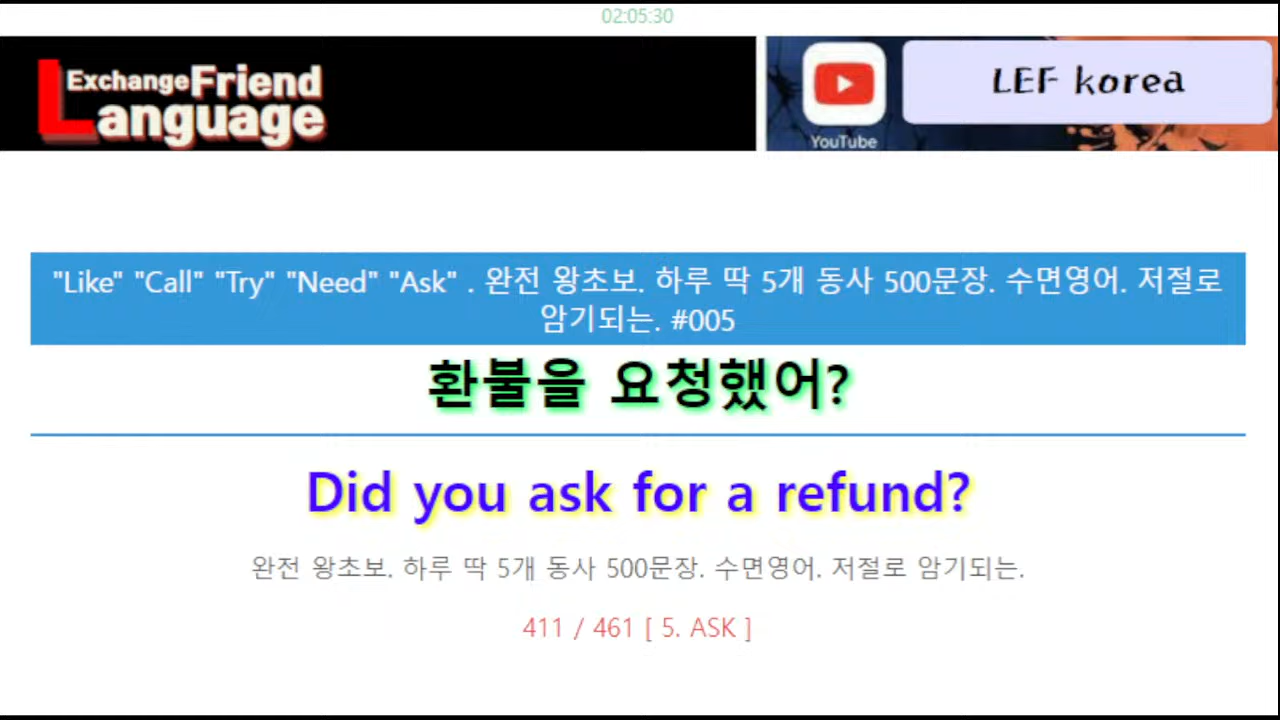 02:05:30
ExchangeFriend
Language
LEF korea
YouTube
"Like" "Call" "Try" "Need" "Ask" . 완전 왕초보. 하루 딱 5개 동사 500문장. 수면영어. 저절로
암기되는. #005
환불을 요청했어?
Did you ask for a refund?
완전 왕초보. 하루 딱 5개 동사 500문장. 수면영어. 저절로 암기되는.
411 / 461 [ 5. ASK ]